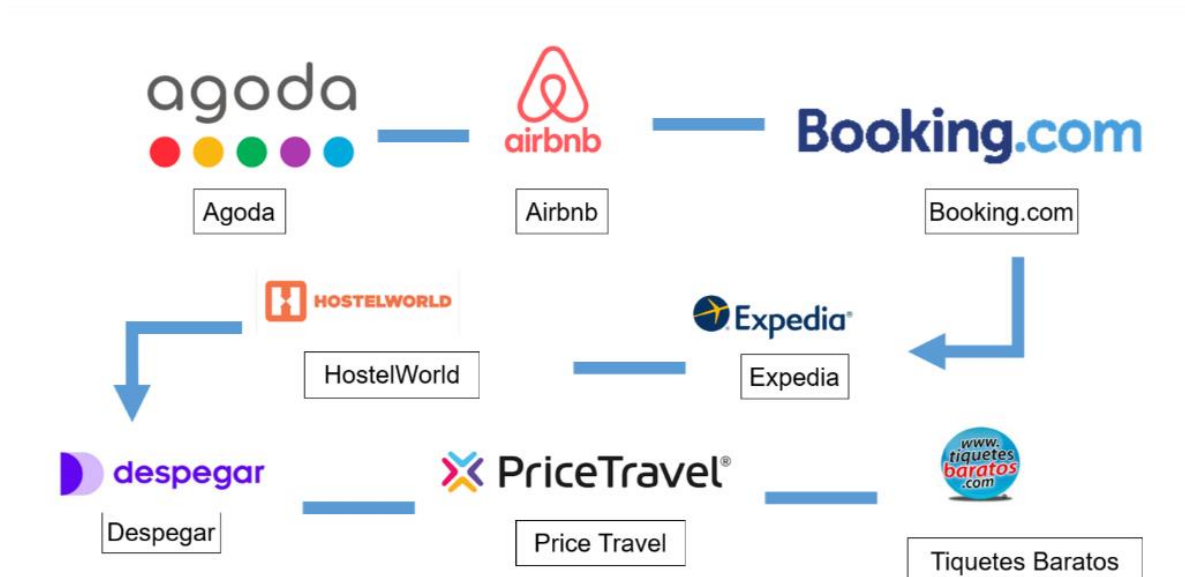 agoda
airbnb
Booking.com
Agoda
Airbnb
Booking.com
HOSTELWORLD
Expedia®
HostelWorld
Expedia
despegar
PriceTravel®
www.
tiquetes
baratos
.com
Despegar
Price Travel
Tiquetes Baratos